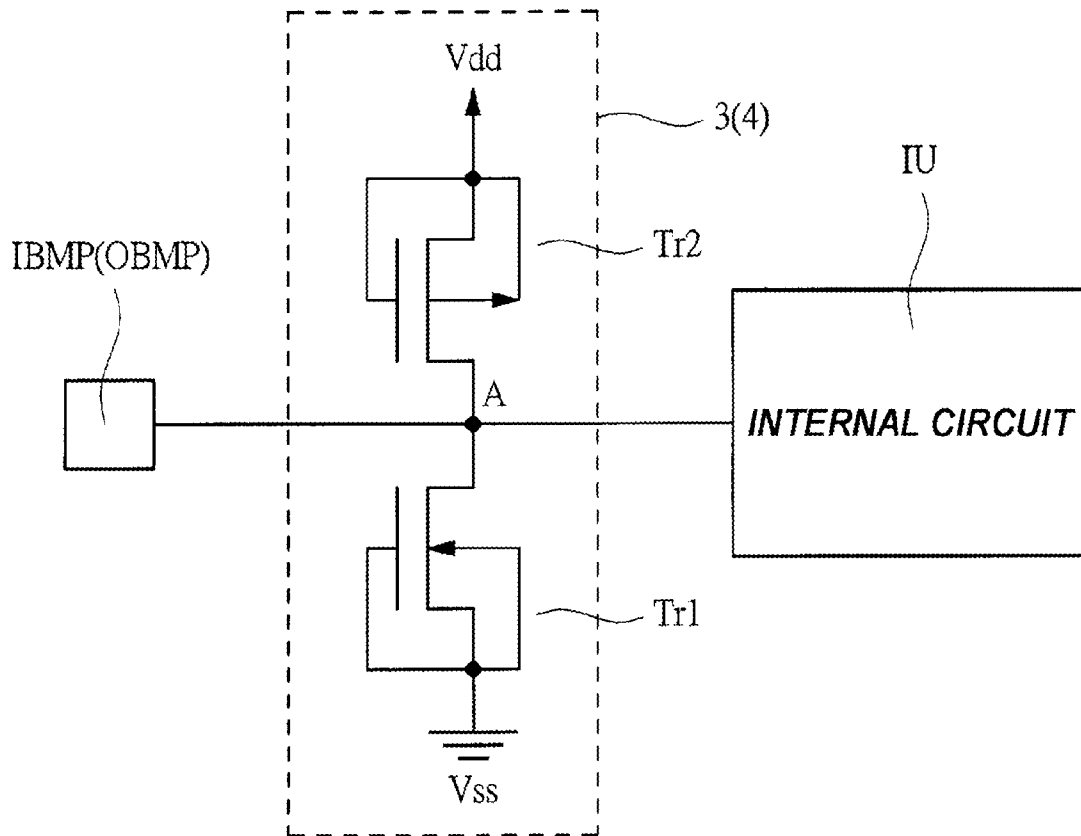 Vdd
3(4)
IU
Tr2
IBMP(OBMP)
A
INTERNAL CIRCUIT
Tr1
Vss